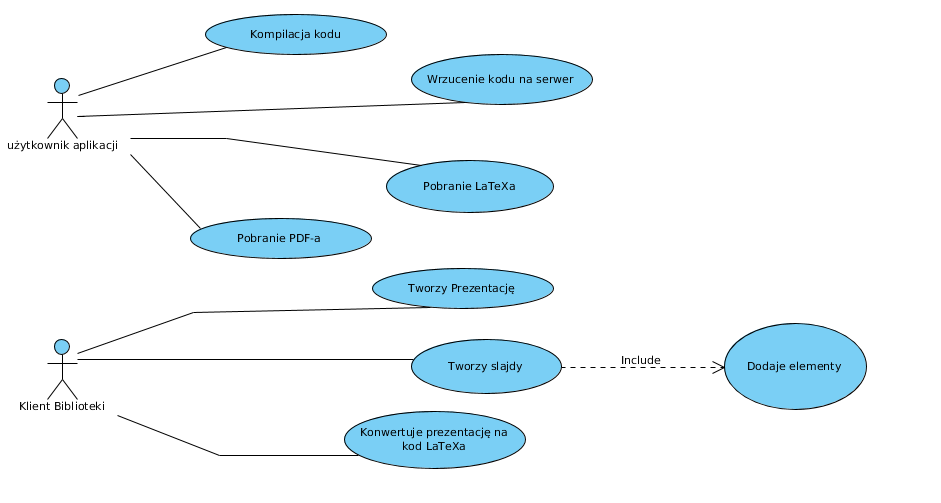 Kompilacja kodu
Wrzucenie kodu na serwer
użytkownik aplikacji
Pobranie LaTeXa
Pobranie PDF-a
Tworzy Prezentację
Tworzy slajdy
Include
Dodaje elementy
Klient Biblioteki
Konwertuje prezentację na
kod LaTeXa